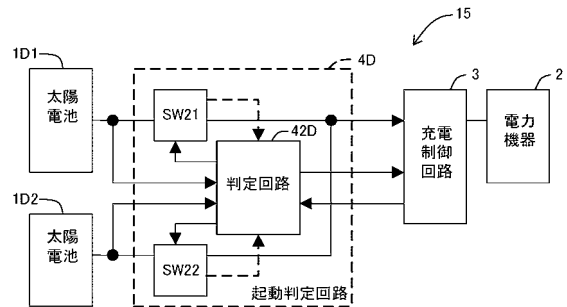 15
1D1
4D
3
2
太陽
電池
SW21
42D
充電
制御
回路
電力
機器
判定回路
1D2
太陽
電池
SW22
起動判定回路